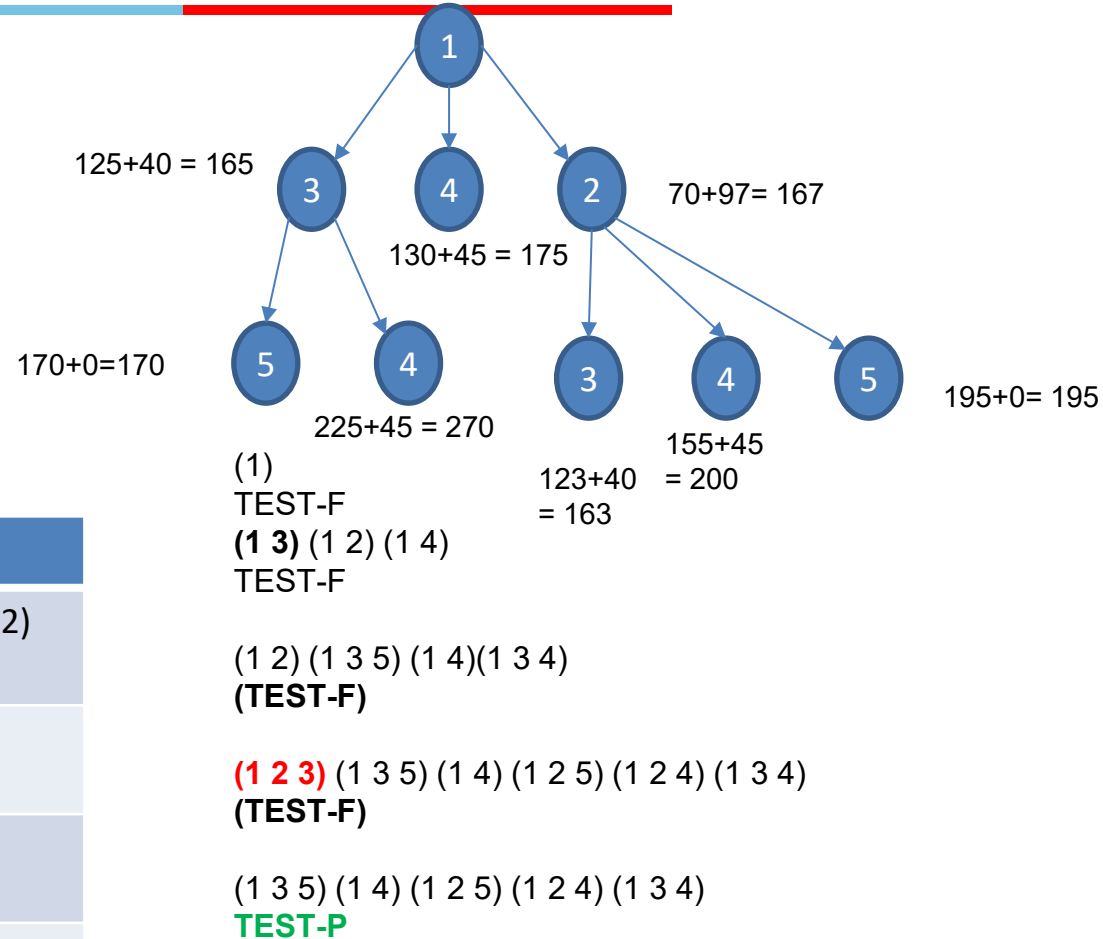 1
125+40 = 165
3
4
2
70+97= 167
130+45 = 175
170+0=170
5
4
3
4
5
195+0= 195
225+45 = 270
155+45
= 200
123+40
= 163
(1)
TEST-F
(1 3) (1 2) (1 4)
TEST-F
2)
(1 2) (1 3 5) (1 4)(1 3 4)
(TEST-F)
(1 2 3) (1 3 5) (1 4) (1 2 5) (1 2 4) (1 3 4)
(TEST-F)
(1 3 5) (1 4) (1 2 5) (1 2 4) (1 3 4)
TEST-P